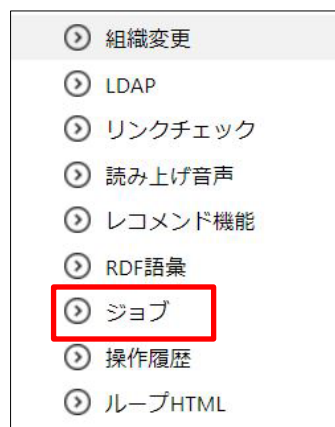 組織変更
LDAP
リンクチェック
読み上げ音声
レコメンド機能
RDF語彙
ジョブ
操作履歴
ループHTML